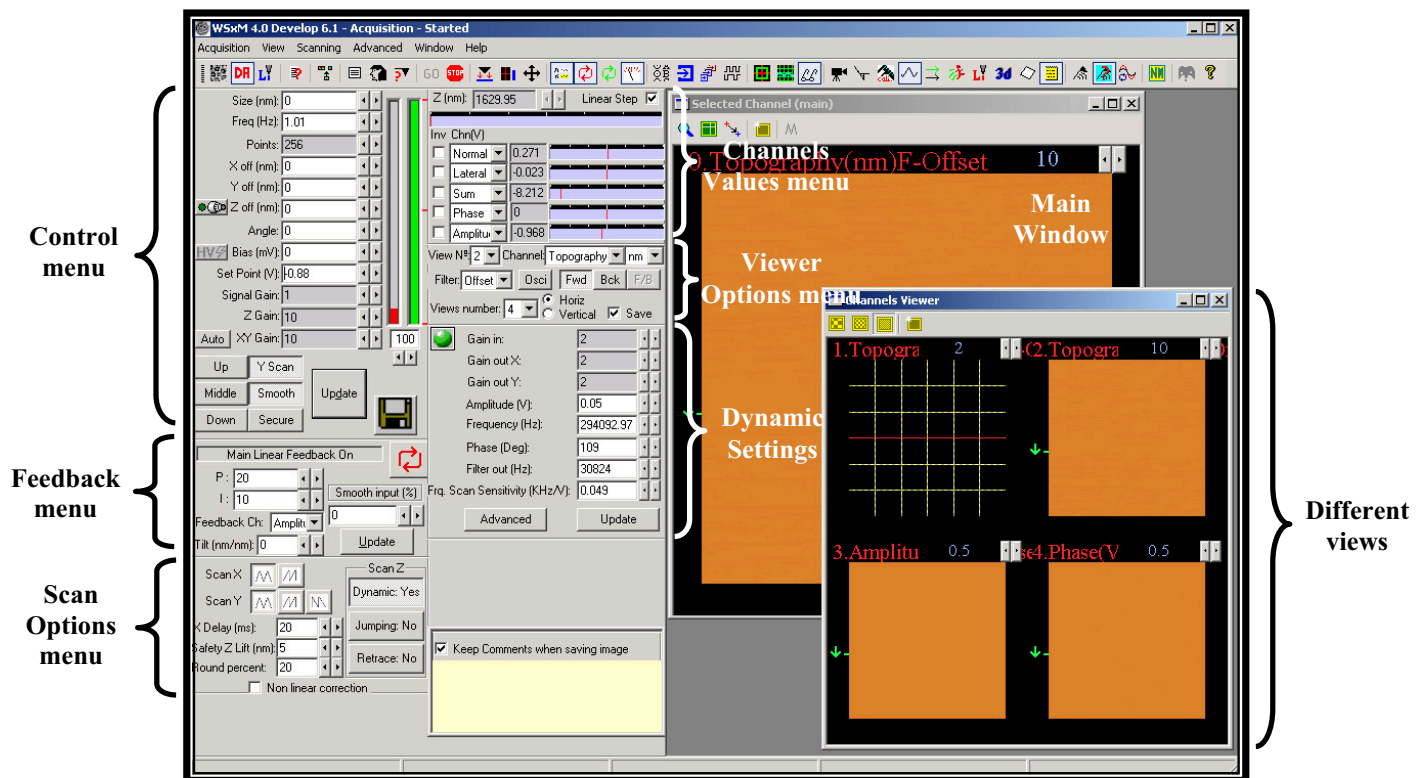 WSxM 4.0 Develop 6.1 - Acquisition - Started
Acquisition View Scanning Advanced Window Help
GO STOP
Control
menu
Size (nm): 0
Freq (Hz): 1.01
Points: 256
X off (nm): 0
Y off (nm): 0
Z off (nm): 0
Angle: 0
HV Bias (mV): 0
Set Point (V): -0.88
Signal Gain: 1
Z Gain: 10
Auto XY Gain: 10
100
Up Y Scan
Middle Smooth
Down Secure
Update
Feedback
menu
Main Linear Feedback On
P: 20
I: 10
Smooth input (%)
0
Feedback Ch:
Tilt (nm/nm): 0
Update
Scan
Options
menu
Scan X
Scan Y
X Delay (ms): 20
Safety Z Lift (nm): 5
Round percent: 20
Non linear correction
Scan Z
Dynamic: Yes
Jumping: No
Retrace: No
Z (nm): 1629.95 Linear Step
Inv Chn(V)
Normal 0.271
Lateral -0.023
Sum -8.212
Phase 0
Amplitu -0.968
Channels
Values menu
View Nº: 2 Channel: Topography nm
Filter: Offset Osci Fwd Bck F/B
Views number: 4 Horiz
Vertical Save
Viewer
Options menu
Gain in: 2
Gain out X: 2
Gain out Y: 2
Amplitude (V): 0.05
Frequency (Hz): 294092.97
Phase (Deg): 109
Filter out (Hz): 30824
Frq. Scan Sensitivity (KHz/V): 0.049
Advanced Update
Dynamic
Settings
Keep Comments when saving image
Selected Channel (main)
0.Topography(nm)F-Offset 10
Main
Window
Channels Viewer
1.Topogra 2
2.Topogra 10
3.Amplitu 0.5
4.Phase(V 0.5
Different
views